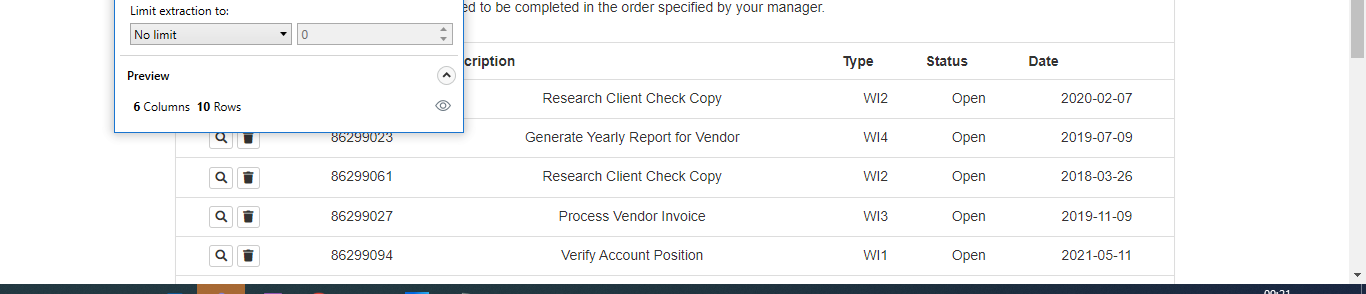 Limit extraction to:
ed to be completed in the order specified by your manager.
No limit 0
cription Type Status Date
Preview
6 Columns 10 Rows
Research Client Check Copy WI2 Open 2020-02-07
86299023 Generate Yearly Report for Vendor WI4 Open 2019-07-09
86299061 Research Client Check Copy WI2 Open 2018-03-26
86299027 Process Vendor Invoice WI3 Open 2019-11-09
86299094 Verify Account Position WI1 Open 2021-05-11